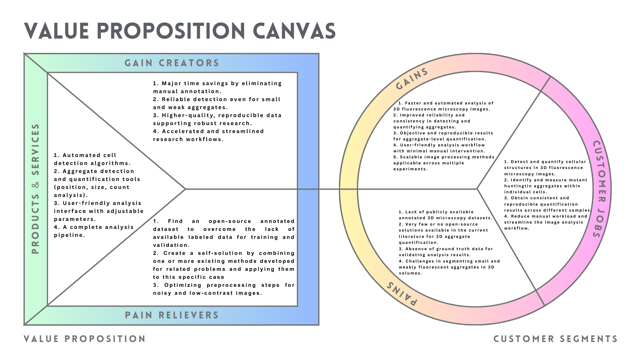 VALUE PROPOSITION CANVAS
GAIN CREATORS
1. Major time savings by eliminating
manual annotation.
2. Reliable detection even for small
and weak aggregates.
3. Higher-quality, reproducible data
supporting robust research.
4. Accelerated and streamlined
research workflows.
PRODUCTS & SERVICES
1. Automated cell
detection algorithms.
2. Aggregate detection
and quantification tools
(position, size, count
analysis).
3. User-friendly analysis
interface with adjustable
parameters.
4. A complete analysis
pipeline.
1. Find an open-source annotated
dataset to overcome the lack of
available labeled data for training and
validation.
2. Create a self-solution by combining
one or more existing methods developed
for related problems and applying them
to this specific case
3. Optimizing preprocessing steps for
noisy and low-contrast images.
PAIN RELIEVERS
VALUE PROPOSITION
GAINS
1. Faster and automated analysis of
3D fluorescence microscopy images.
2. Improved reliability and
consistency in detecting and
quantifying aggregates.
3. Objective and reproducible results
for aggregate-level quantification.
4. User-friendly analysis workflow
with minimal manual intervention.
5. Scalable image processing methods
applicable across multiple
experiments.
CUSTOMER JOBS
1. Detect and quantify cellular
structures in 3D fluorescence
microscopy images.
2. Identify and measure mutant
huntingtin aggregates within
individual cells.
3. Obtain consistent and
reproducible quantification
results across different samples.
4. Reduce manual workload and
streamline the image analysis
workflow.
1. Lack of publicly available
annotated 3D microscopy datasets.
2. Very few or no open-source
solutions available in the current
literature for 3D aggregate
quantification.
3. Absence of ground truth data for
validating analysis results.
4. Challenges in segmenting small and
weakly fluorescent aggregates in 3D
volumes.
PAINS
CUSTOMER SEGMENTS